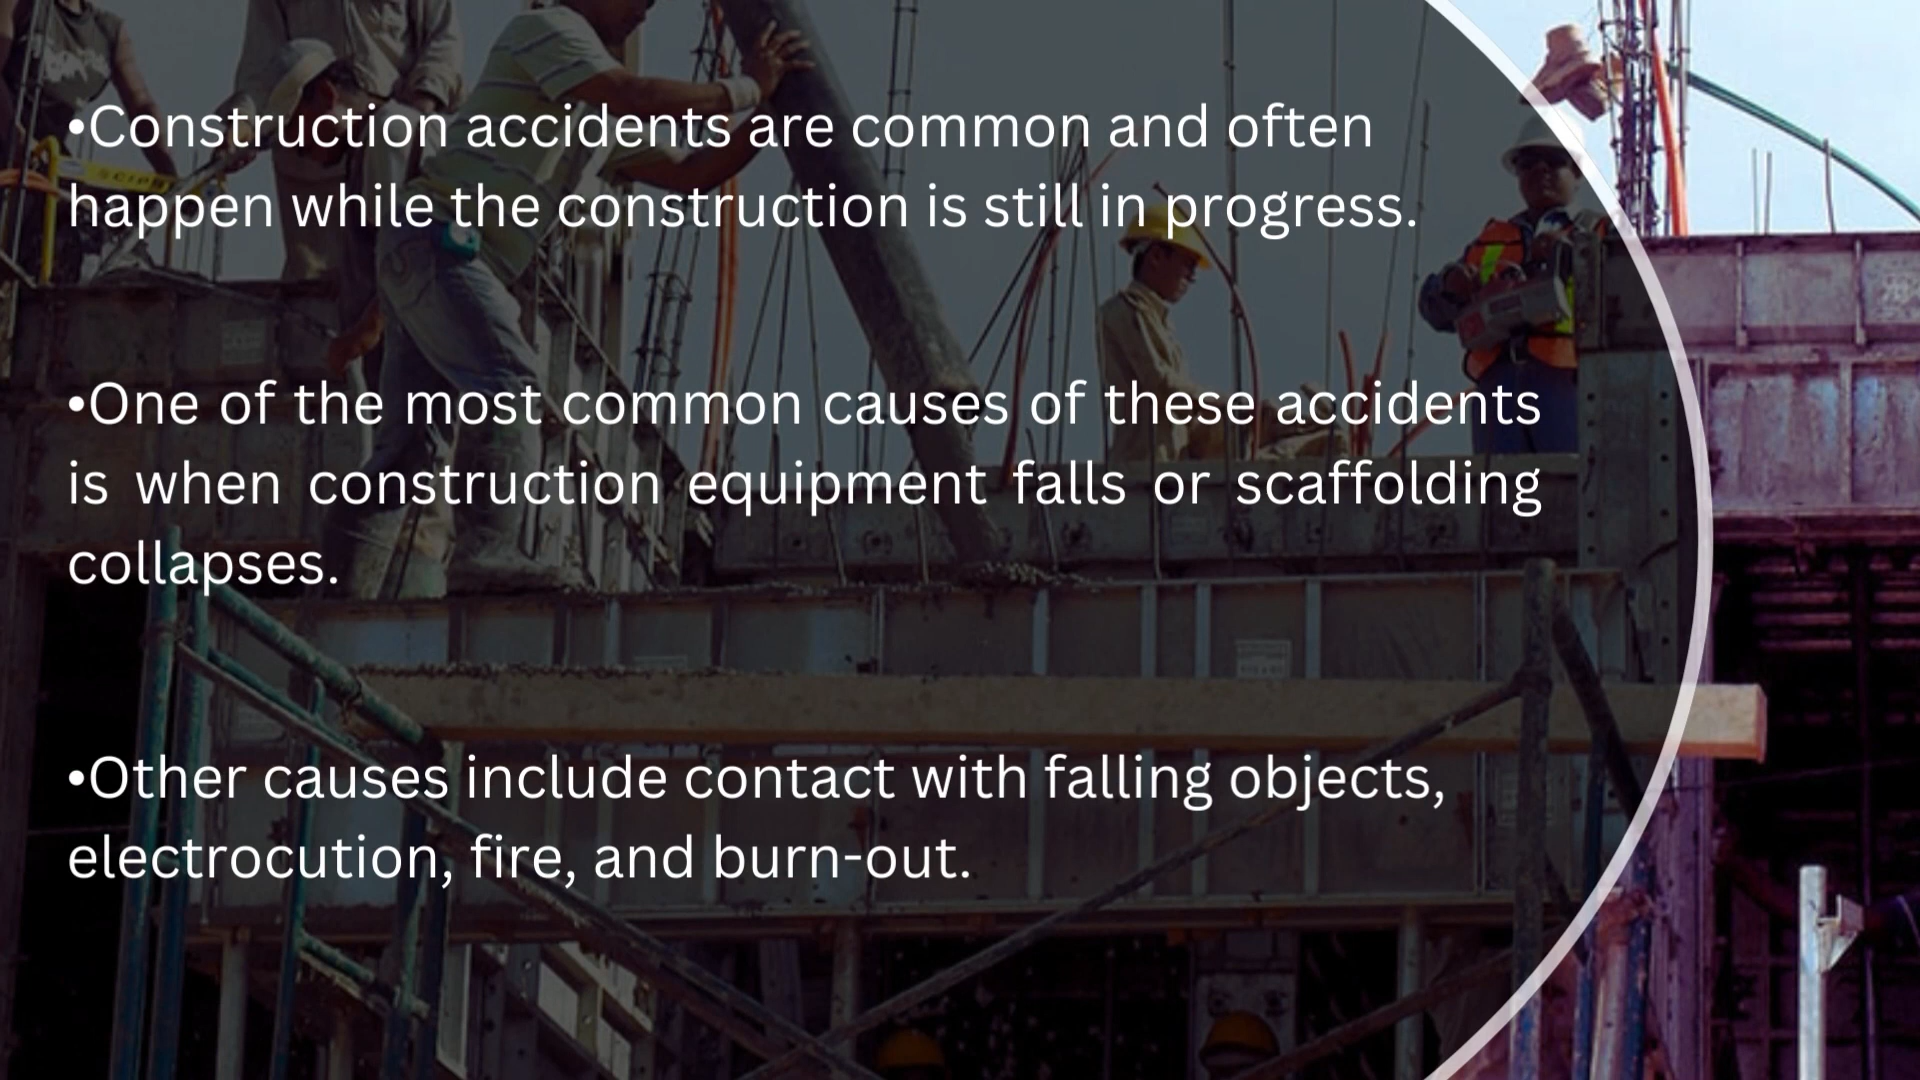 •Construction accidents are common and often
happen while the construction is still in progress.
•One of the most common causes of these accidents
is when construction equipment falls or scaffolding
collapses.
•Other causes include contact with falling objects,
electrocution, fire, and burn-out.